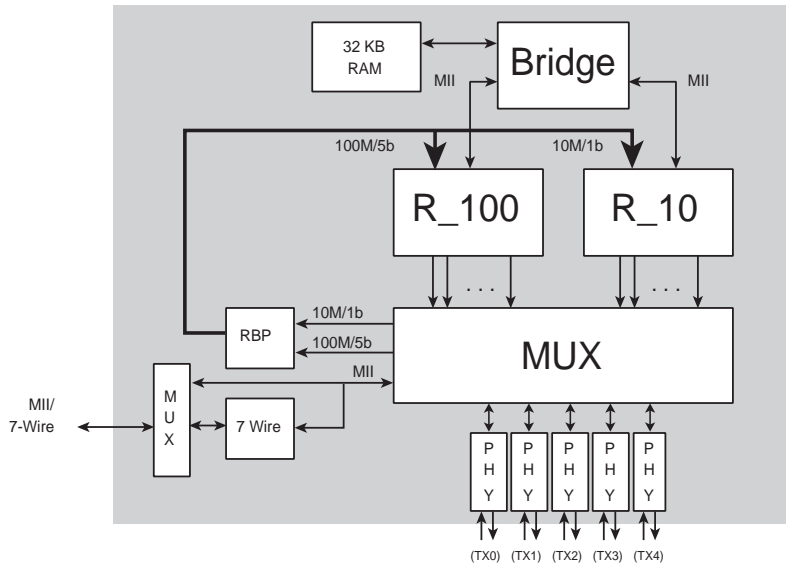 32 KB
RAM
Bridge
MII
MII
100M/5b
10M/1b
R_100
R_10
. . .
. . .
10M/1b
RBP
100M/5b
MUX
MII
MII/
7-Wire
M
U
X
7 Wire
P
H
Y
P
H
Y
P
H
Y
P
H
Y
P
H
Y
(TX0) (TX1) (TX2) (TX3) (TX4)